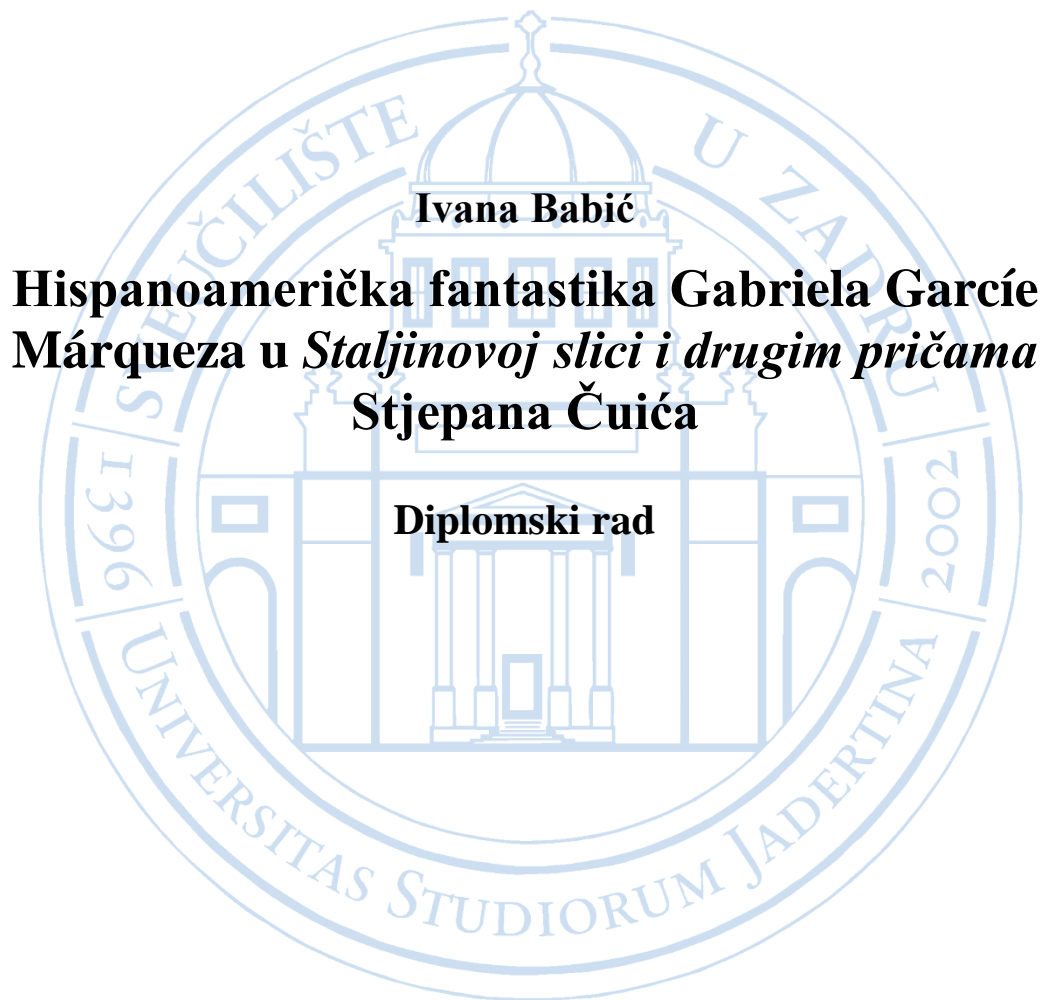 SVEUČILIŠTE U ZADRU
Ivana Babić
Hispanoamerička fantastika Gabriela Garcíe
Márqueza u Staljinovoj slici i drugim pričama
Stjepana Čuića
Diplomski rad
1396
2002
UNIVERSITAS STUDIORUM JADERTINA